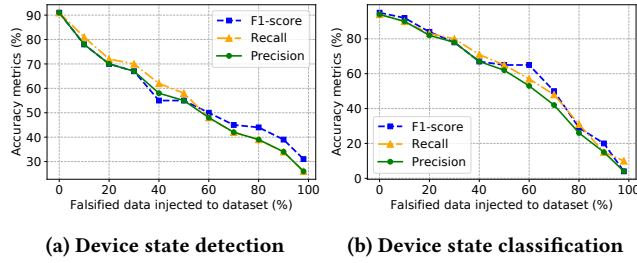 Accuracy metrics (%)
90
80
70
60
50
40
30
F1-score
Recall
Precision
0 20 40 60 80 100
Falsified data injected to dataset (%)
(a) Device state detection
Accuracy metrics (%)
80
60
40
20
0
F1-score
Recall
Precision
0 20 40 60 80 100
Falsified data injected to dataset (%)
(b) Device state classification